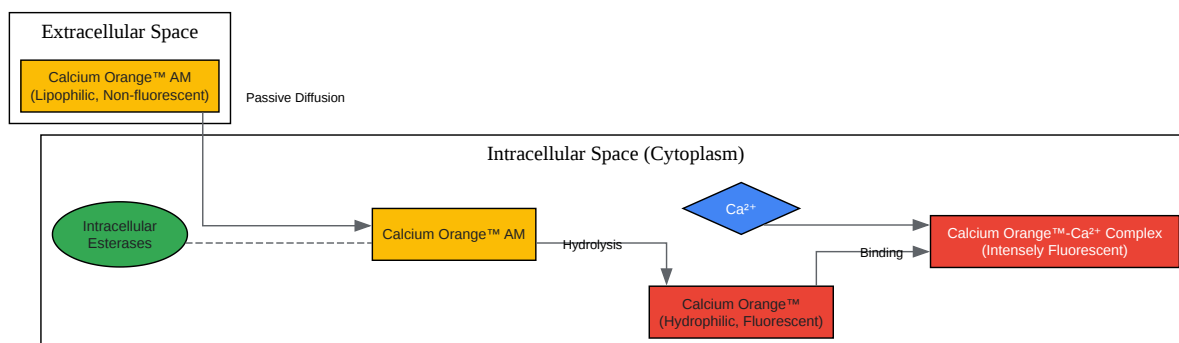 Extracellular Space
Calcium Orange™ AM
(Lipophilic, Non-fluorescent)
Passive Diffusion
Intracellular Space (Cytoplasm)
Intracellular
Esterases
Calcium Orange™ AM
Hydrolysis
Ca²⁺
Calcium Orange™
(Hydrophilic, Fluorescent)
Binding
Calcium Orange™-Ca²⁺ Complex
(Intensely Fluorescent)